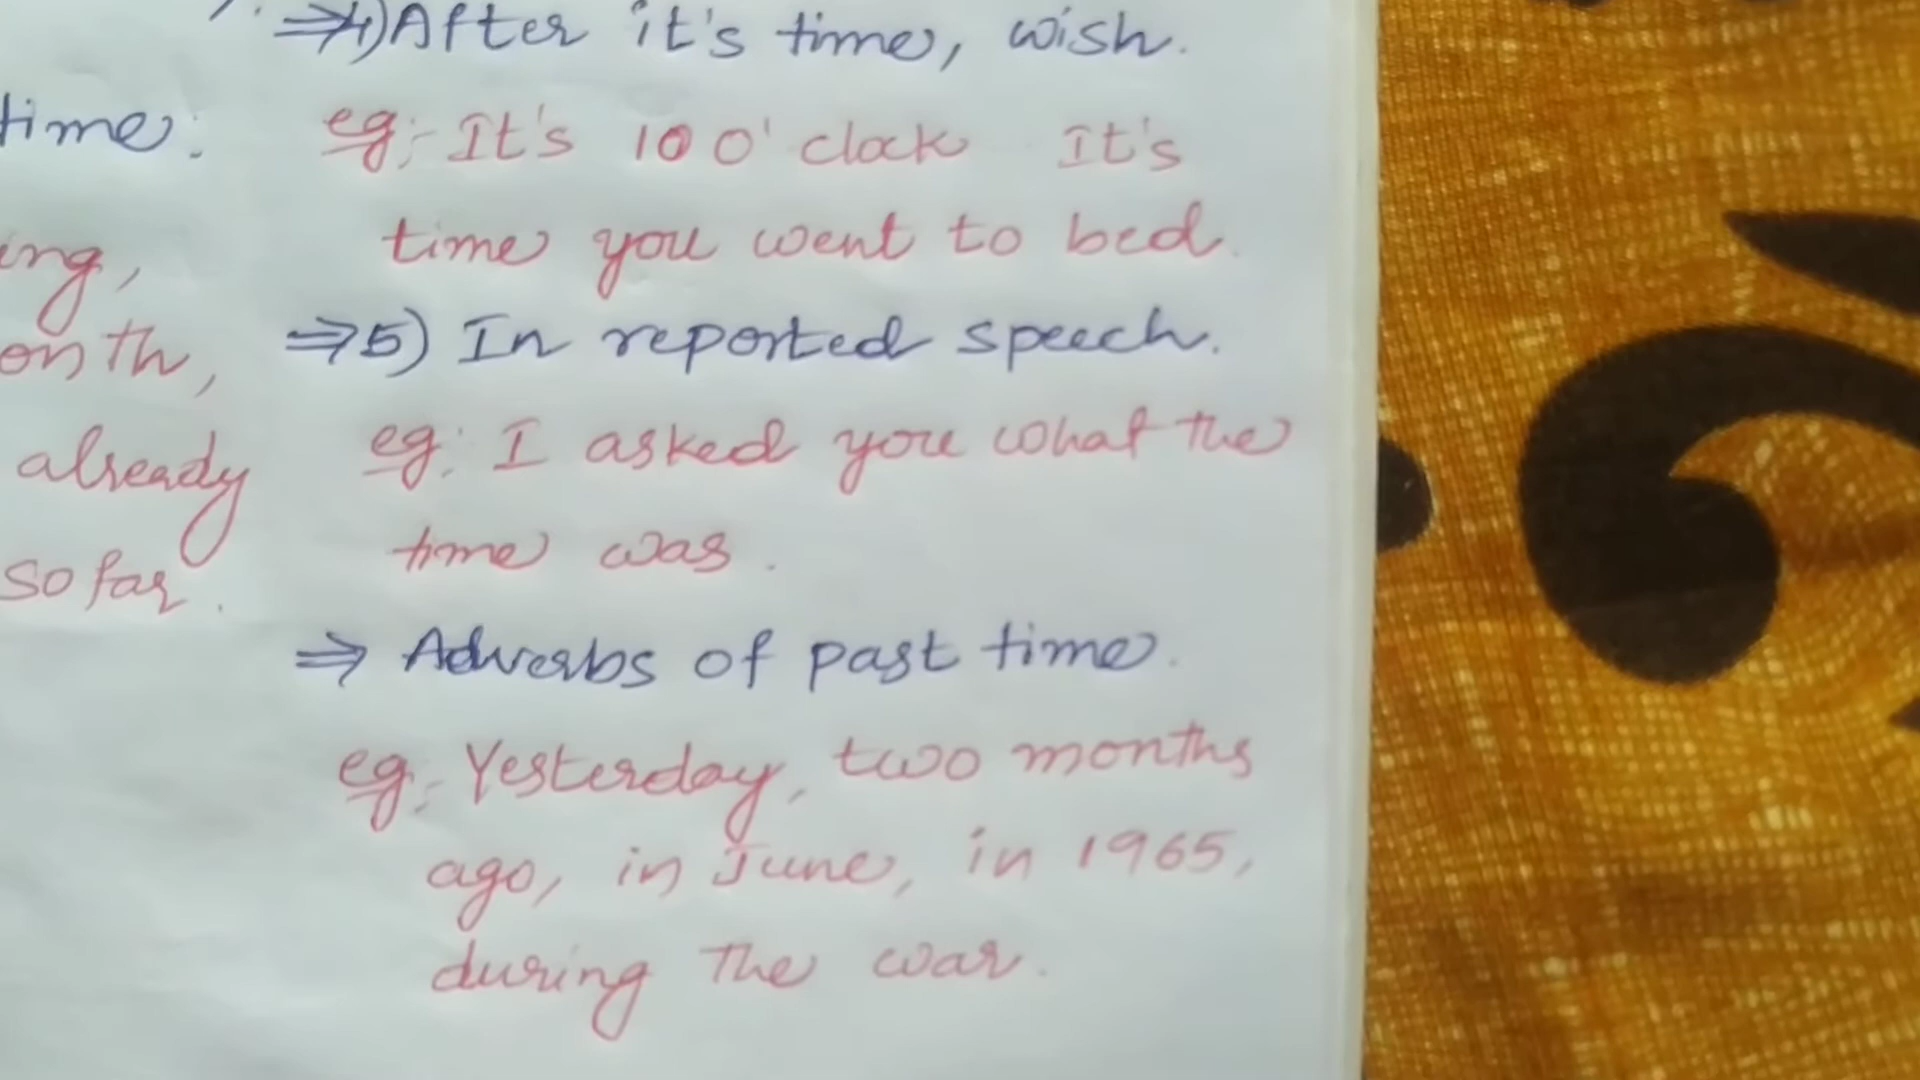 time.
ing,
onth,
already
so far.
⇒4) After it's time, wish.
eg:- It's 10 0' clock It's
time you went to bed.
⇒5) In reported speech.
eg: I asked you what the
time was.
⇒ Adverbs of past time.
eg:- Yesterday, two months
ago, in June, in 1965,
during the war.